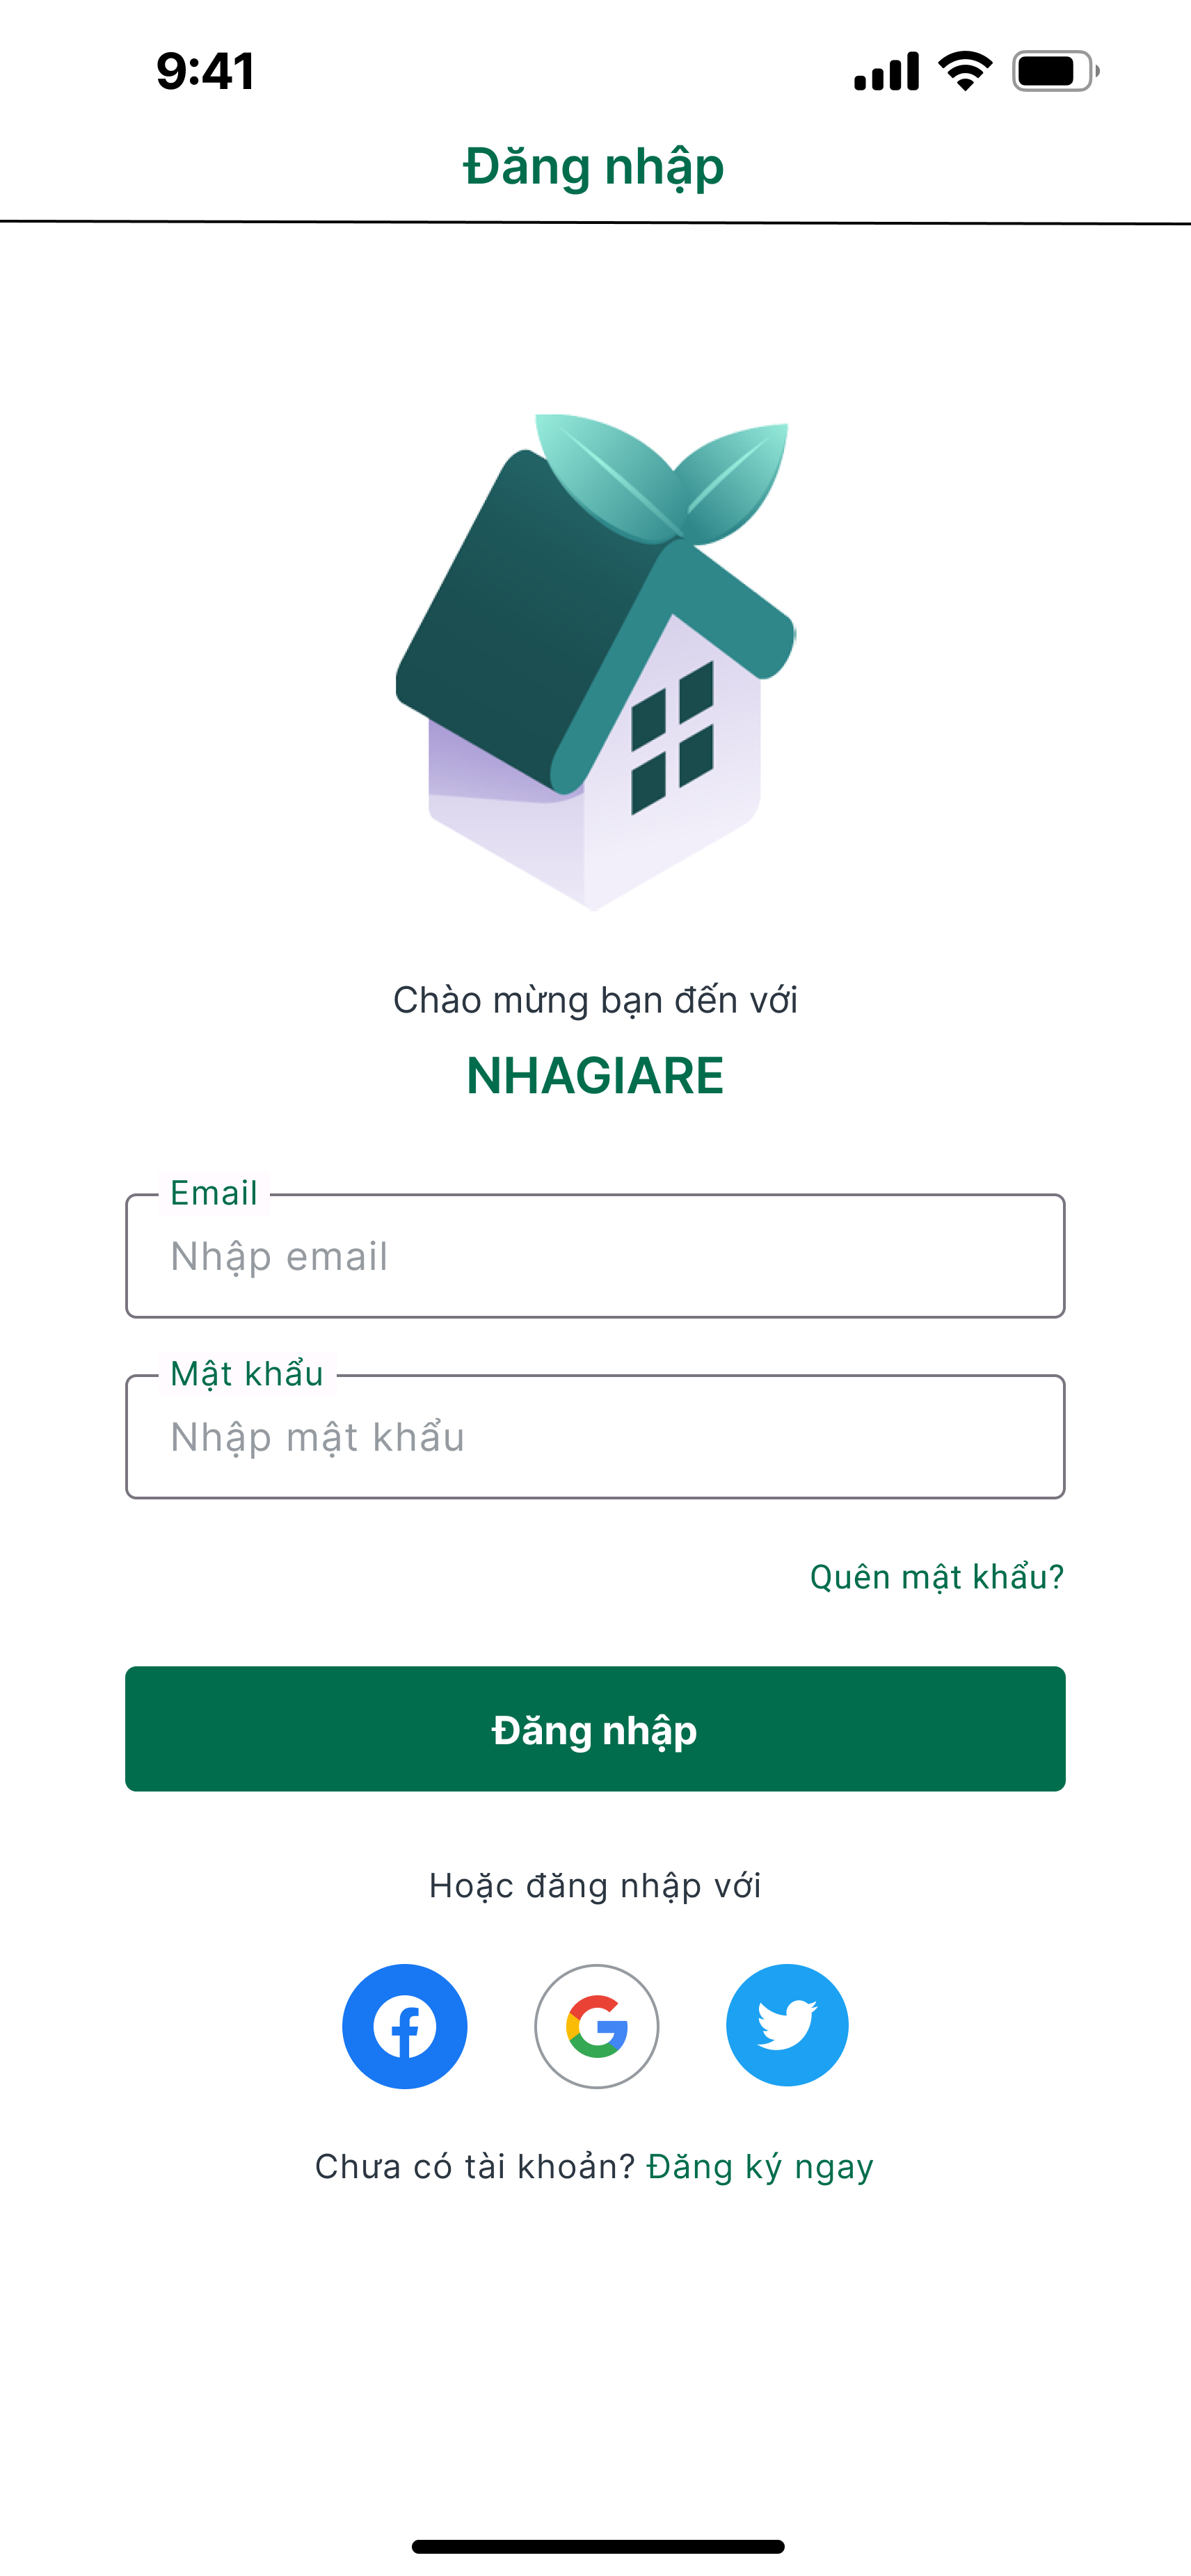 9:41
Đăng nhập
Chào mừng bạn đến với
NHAGIARE
Email
Nhập email
Mật khẩu
Nhập mật khẩu
Quên mật khẩu?
Đăng nhập
Hoặc đăng nhập với
Chưa có tài khoản? Đăng ký ngay